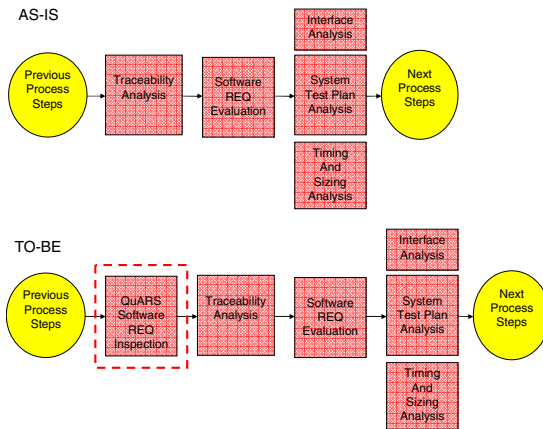 AS-IS
Previous
Process
Steps
Traceability
Analysis
Software
REQ
Evaluation
Interface
Analysis
System
Test Plan
Analysis
Timing
And
Sizing
Analysis
Next
Process
Steps
TO-BE
Previous
Process
Steps
QuARS
Software
REQ
Inspection
Traceability
Analysis
Software
REQ
Evaluation
Interface
Analysis
System
Test Plan
Analysis
Timing
And
Sizing
Analysis
Next
Process
Steps